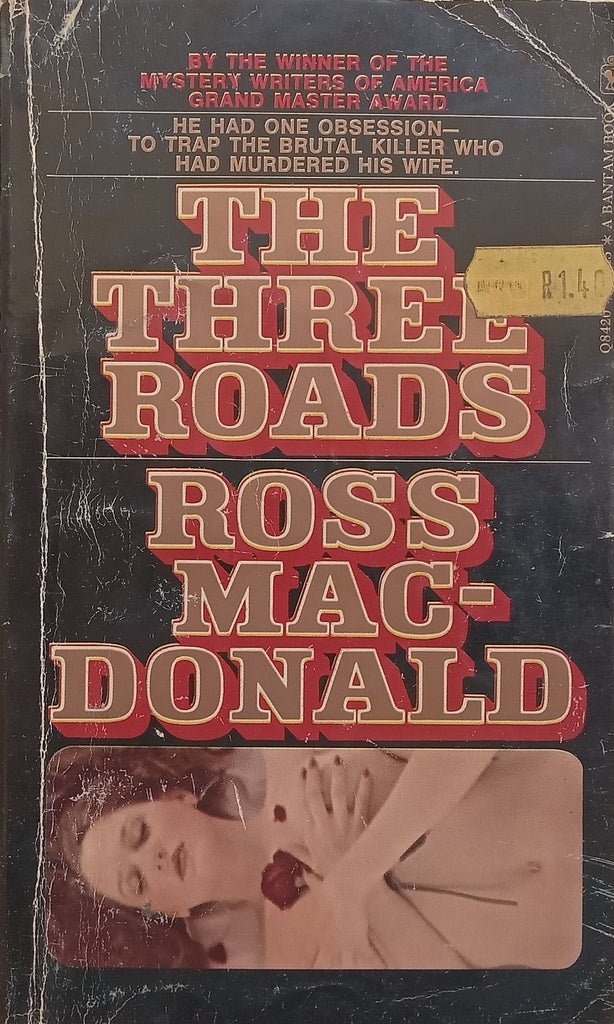 BY THE WINNER OF THE
MYSTERY WRITERS OF AMERICA
GRAND MASTER AWARD
HE HAD ONE OBSESSION—
TO TRAP THE BRUTAL KILLER WHO
HAD MURDERED HIS WIFE.
THE
THREE
ROADS
R1.40
ROSS
MAC-
DONALD
Q8420
★ A BANTAM BOOK